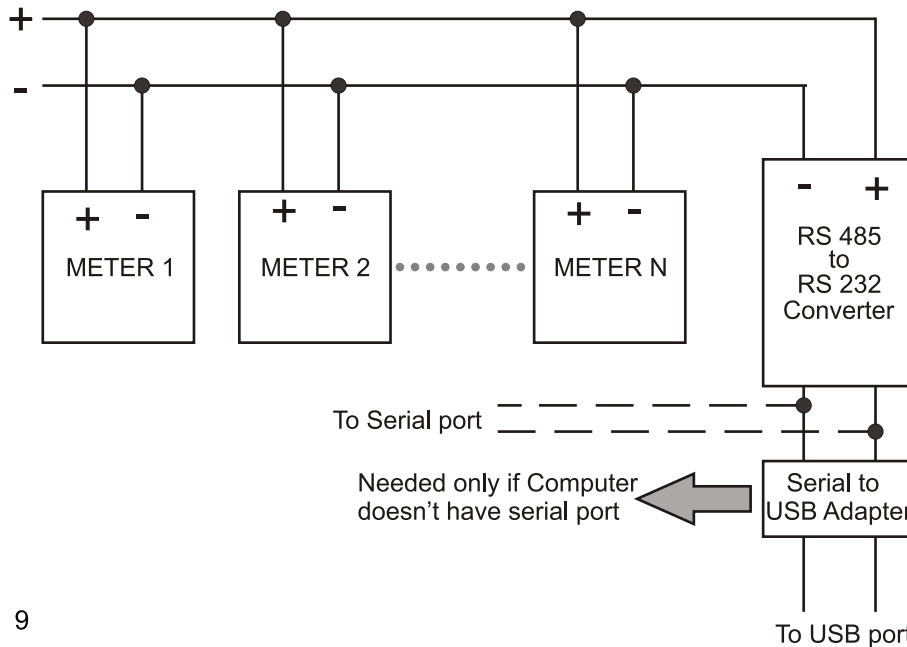 +
-
+ -
METER 1
+ -
METER 2
+ -
METER N
- +
RS 485
to
RS 232
Converter
To Serial port
Needed only if Computer
doesn't have serial port
Serial to
USB Adapter
9
To USB port